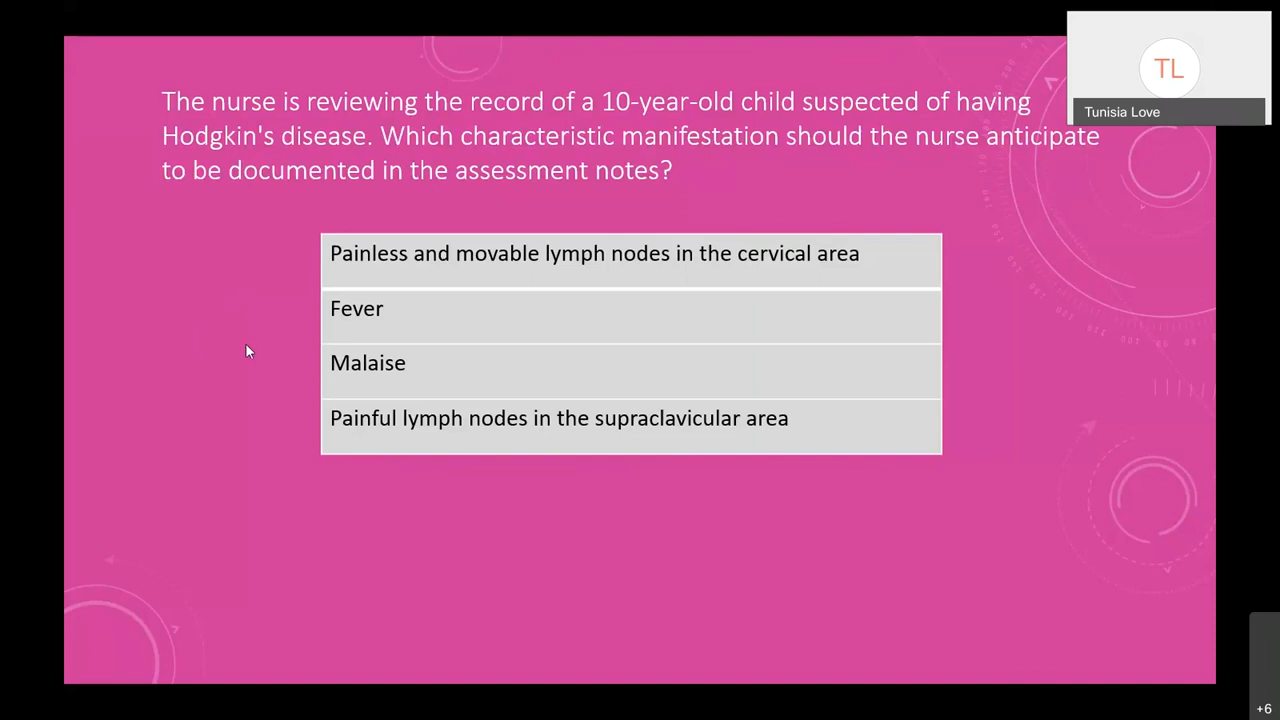 The nurse is reviewing the record of a 10-year-old child suspected of having
Hodgkin's disease. Which characteristic manifestation should the nurse anticipate
to be documented in the assessment notes?
TL
Tunisia Love
Painless and movable lymph nodes in the cervical area
Fever
Malaise
Painful lymph nodes in the supraclavicular area
+6